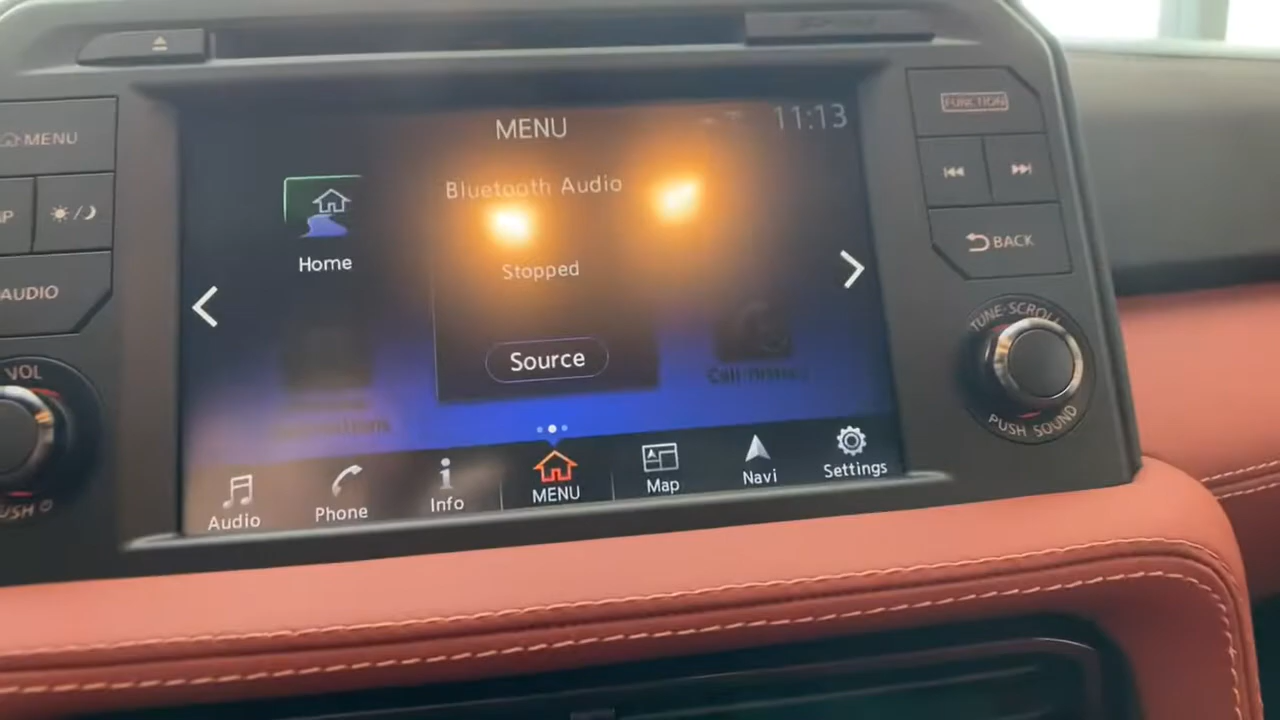 MENU
11:13
FUNCTION
MENU
Bluetooth Audio
Home
Stopped
BACK
AUDIO
TUNE·SCROLL
Source
VOL
PUSH SOUND
Audio
Phone
Info
MENU
Map
Navi
Settings